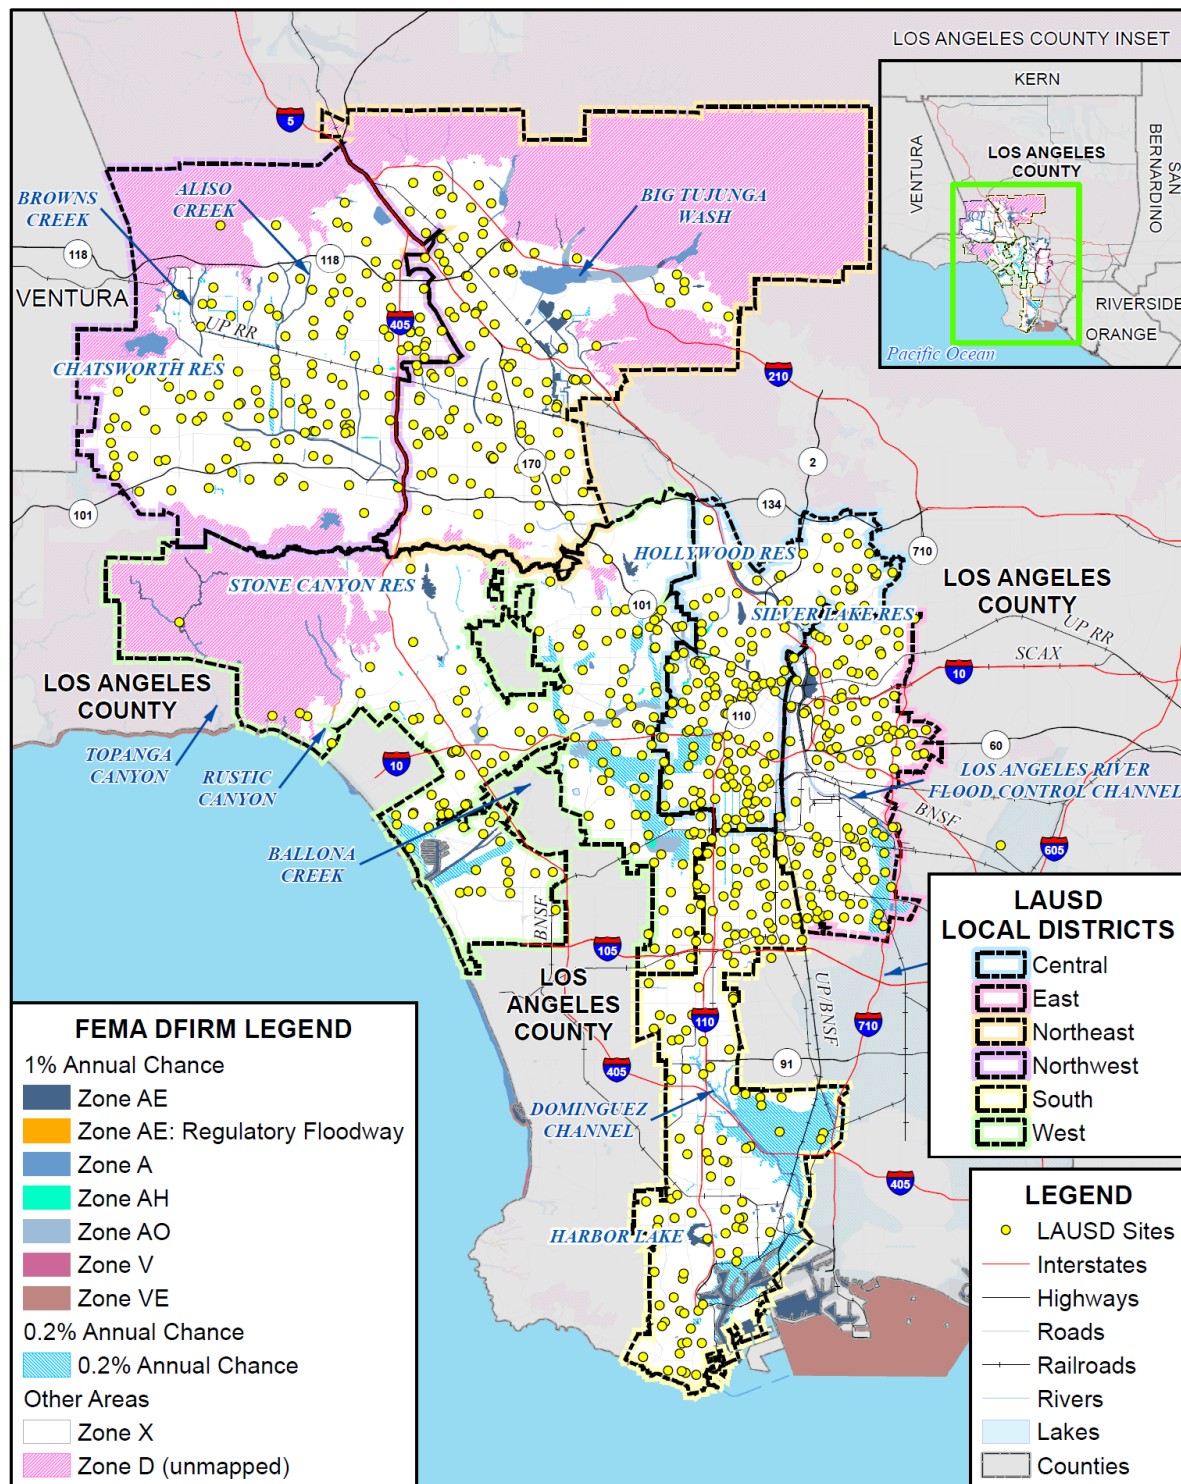 LOS ANGELES COUNTY INSET
KERN
VENTURA
LOS ANGELES
COUNTY
SAN
BERNARDINO
RIVERSIDE
ORANGE
Pacific Ocean
5
BROWNS
CREEK
ALISO
CREEK
BIG TUJUNGA
WASH
118
118
VENTURA
405
UP RR
CHATSWORTH RES
210
2
170
101
134
710
HOLLYWOOD RES
STONE CANYON RES
101
SILVER LAKE RES
LOS ANGELES
COUNTY
UP RR
SCAX
10
LOS ANGELES
COUNTY
110
60
TOPANGA
CANYON
RUSTIC
CANYON
10
LOS ANGELES RIVER
FLOOD CONTROL CHANNEL
BNSF
605
BALLONA
CREEK
BNSF
105
LOS
ANGELES
COUNTY
UP/BNSF
110
710
405
91
DOMINGUEZ
CHANNEL
405
HARBOR LAKE
LAUSD
LOCAL DISTRICTS
Central
East
Northeast
Northwest
South
West
FEMA DFIRM LEGEND
1% Annual Chance
Zone AE
Zone AE: Regulatory Floodway
Zone A
Zone AH
Zone AO
Zone V
Zone VE
0.2% Annual Chance
0.2% Annual Chance
Other Areas
Zone X
Zone D (unmapped)
LEGEND
LAUSD Sites
Interstates
Highways
Roads
Railroads
Rivers
Lakes
Counties